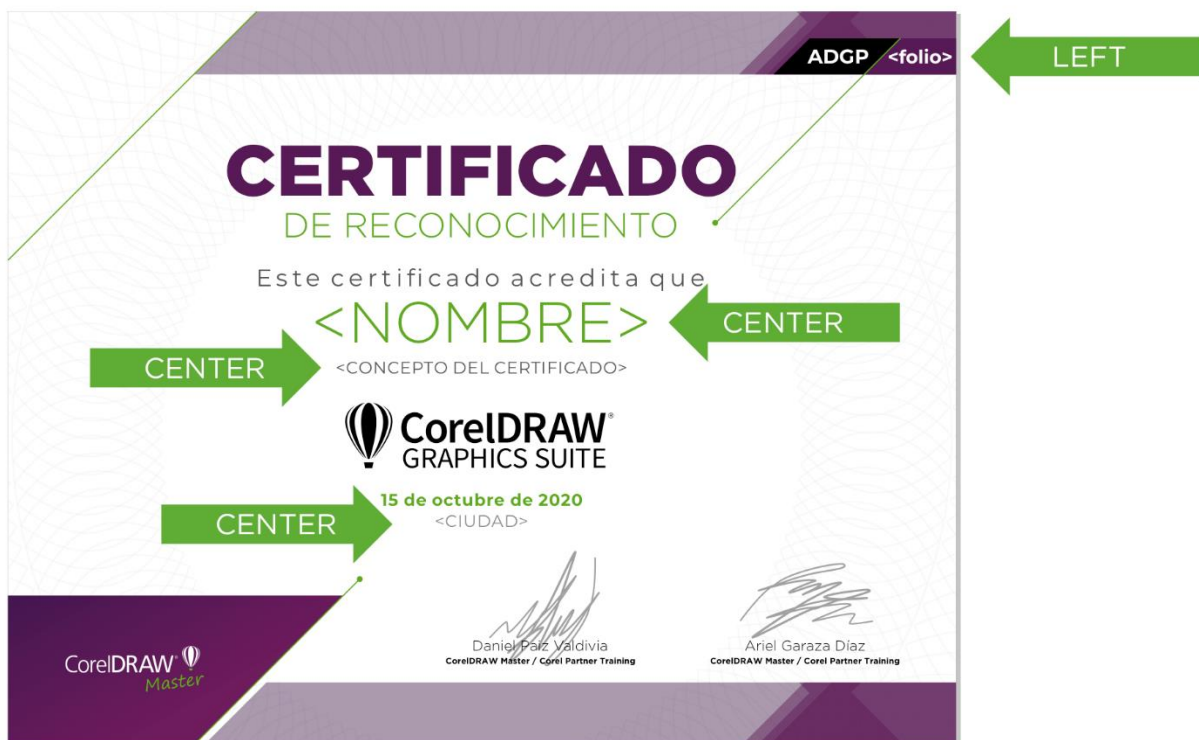 ADGP <folio>
LEFT
CERTIFICADO
DE RECONOCIMIENTO
Este certificado acredita que
<NOMBRE>
CENTER
CENTER
<CONCEPTO DEL CERTIFICADO>
CorelDRAW®
GRAPHICS SUITE
15 de octubre de 2020
CENTER
<CIUDAD>
Daniel Paiz Valdivia
CorelDRAW Master / Corel Partner Training
Ariel Garaza Díaz
CorelDRAW Master / Corel Partner Training
CorelDRAW®
Master